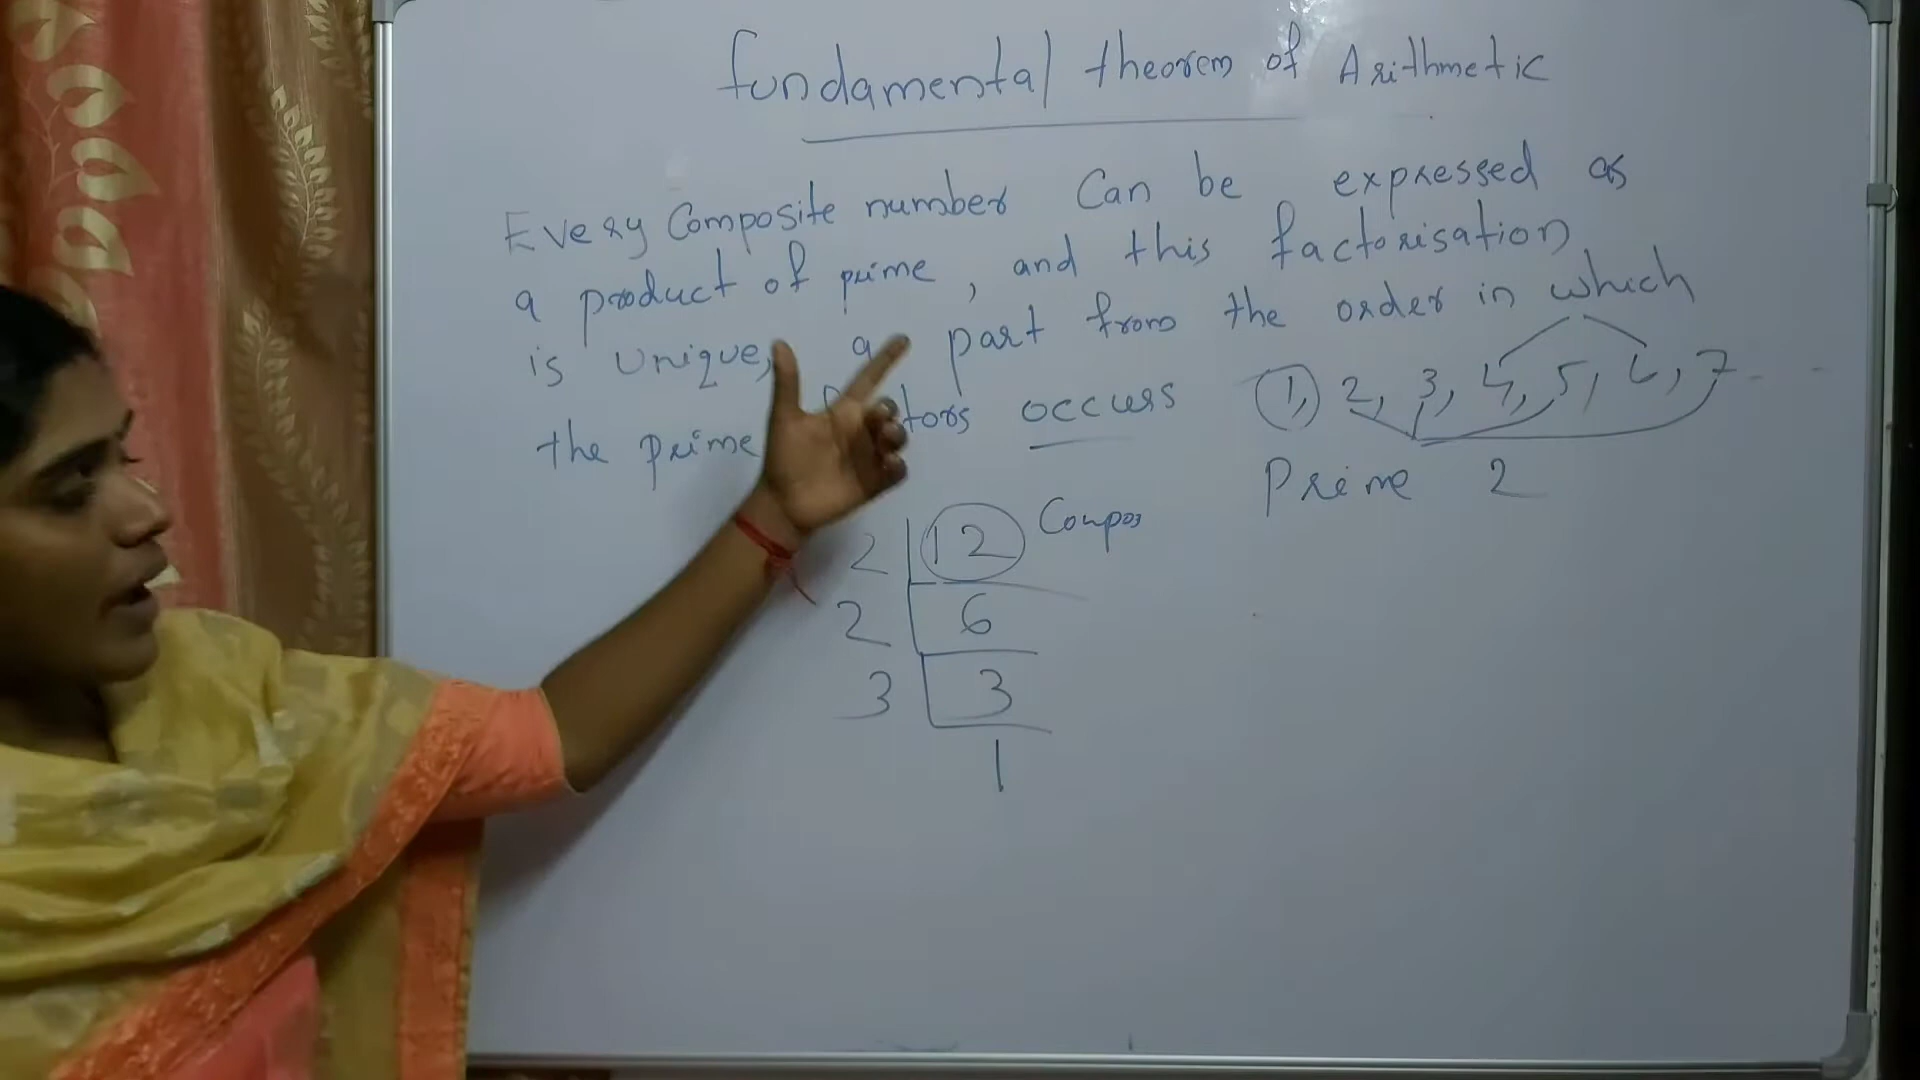 fundamental theorem of Arithmetic
Every Composite number Can be expressed as
a product of prime, and this factorisation
is unique, a part from the order in which
the prime tors occurs
1, 2, 3, 4, 5, 6, 7 - - -
Prime 2
2 12 Compos
2 6
3 3
1